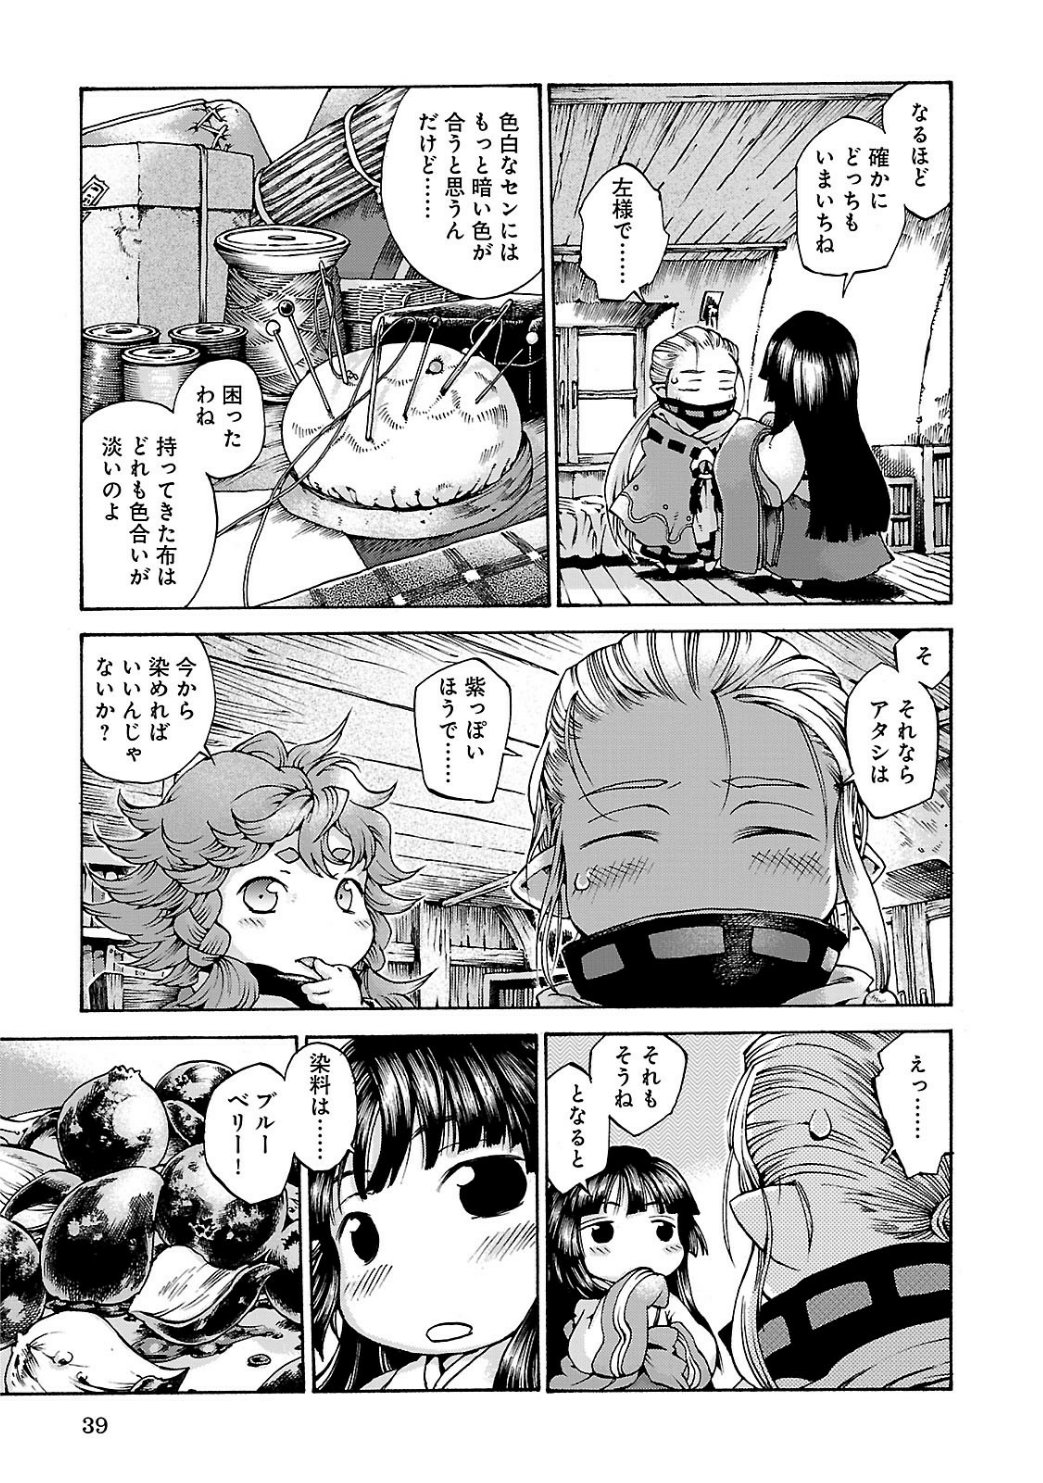 なるほど
確かに
どっちも
いまいちね
左様で……
色白なセンには
もっと暗い色が
合うと思うん
だけど……
困った
わね
持ってきた布は
どれも色合いが
淡いのよ
そ
それなら
アタシは
紫っぽい
ほうで……
今から
染めれば
いいんじゃ
ないか?
えっ……
それも
そうね
となると
染料は……
ブルー
ベリー!
39